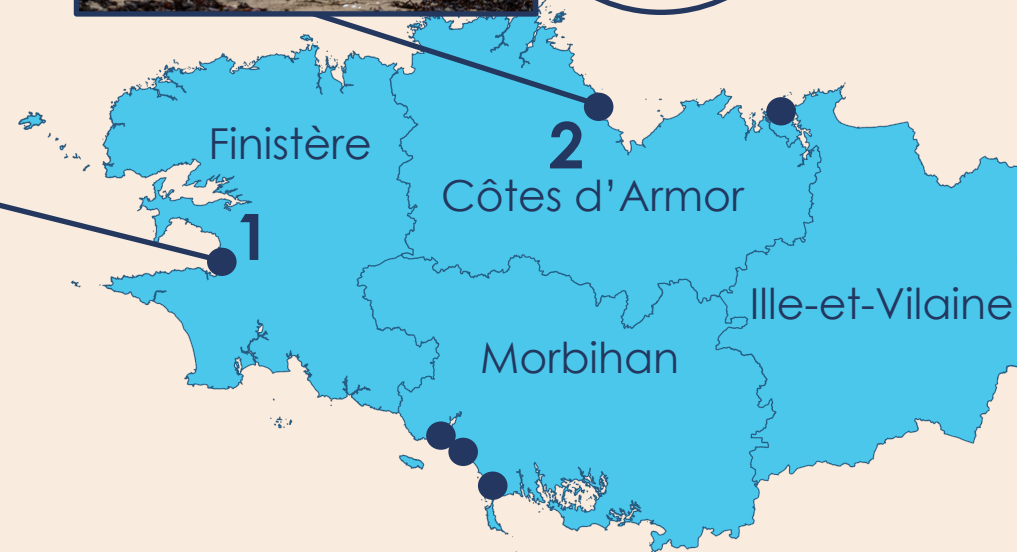 Finistère
2
Côtes d’Armor
1
Ille-et-Vilaine
Morbihan